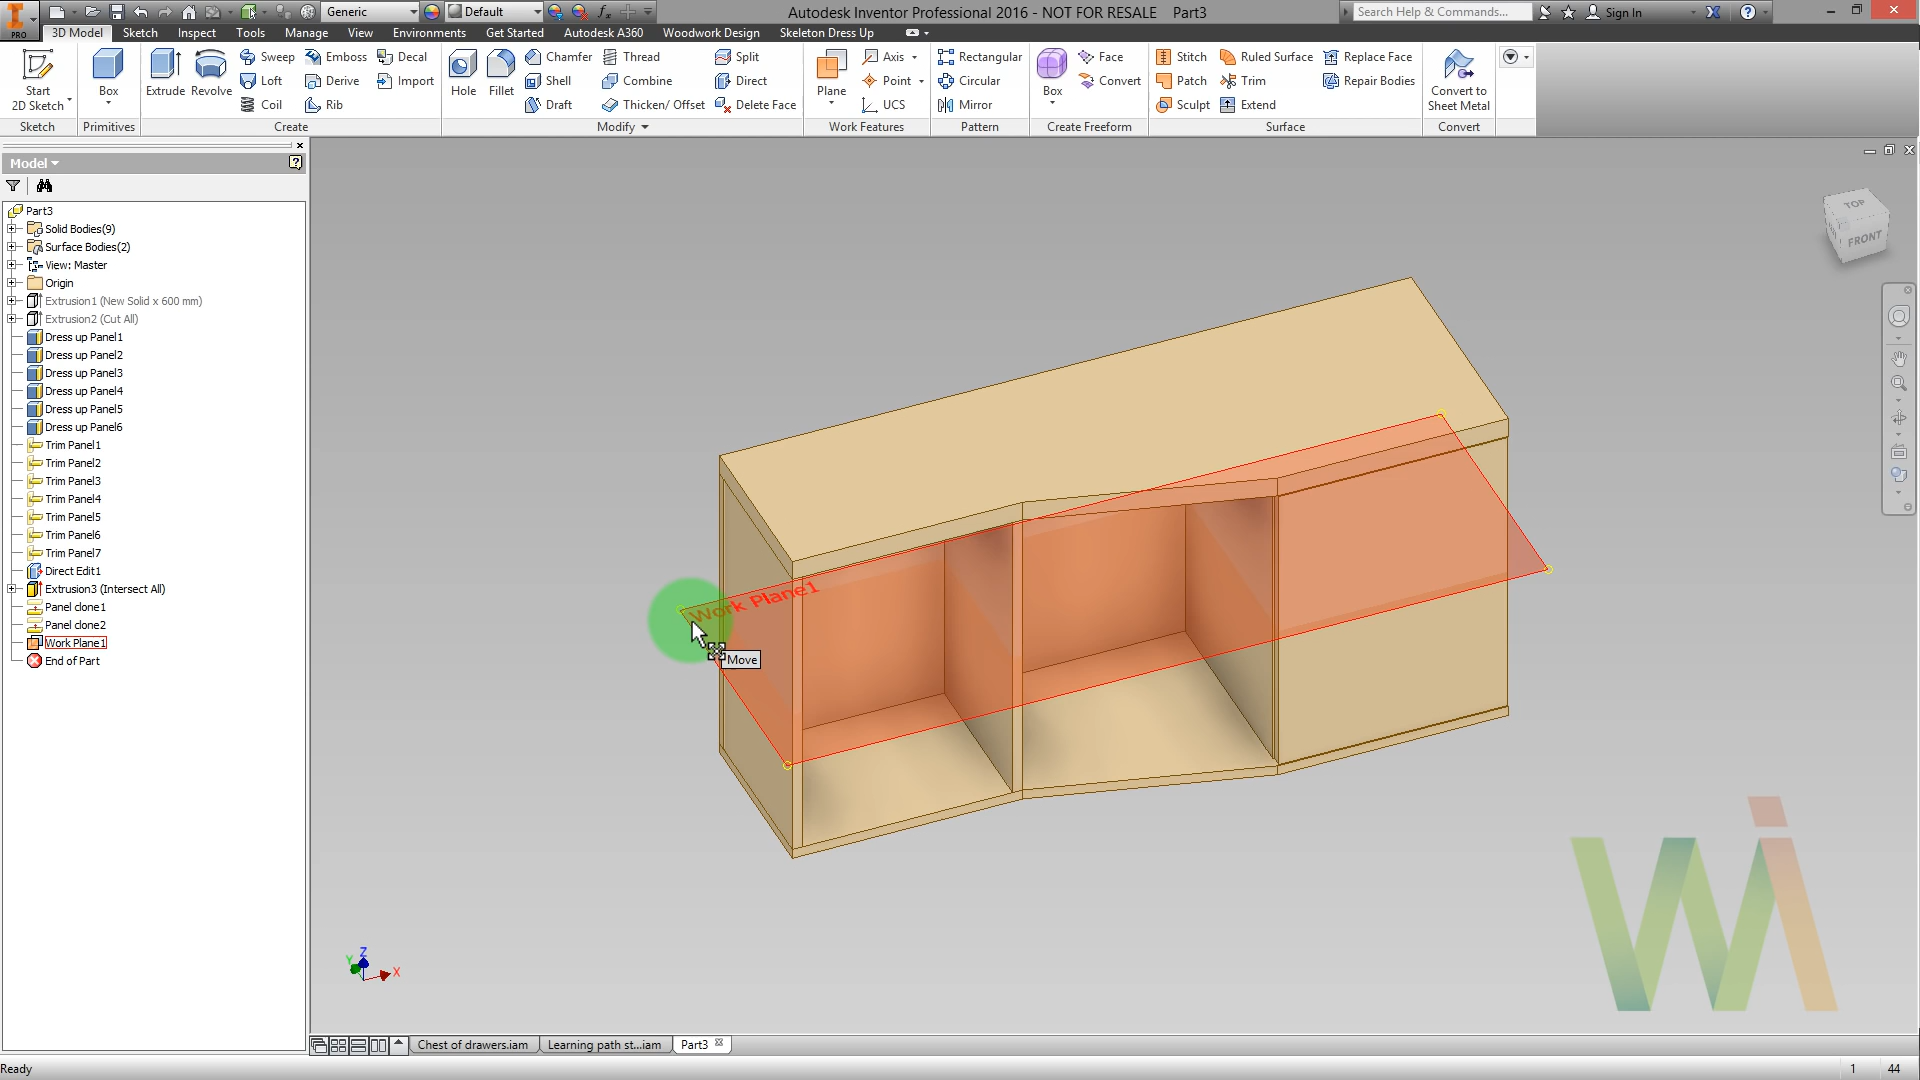 PRO
Generic
Default
Autodesk Inventor Professional 2016 - NOT FOR RESALE Part3
Search Help & Commands...
Sign In
3D Model Sketch Inspect Tools Manage View Environments Get Started Autodesk A360 Woodwork Design Skeleton Dress Up
Start
2D Sketch
Box
Extrude
Revolve
Sweep
Loft
Coil
Emboss
Derive
Rib
Decal
Import
Hole
Fillet
Chamfer
Shell
Draft
Thread
Combine
Thicken/ Offset
Split
Direct
Delete Face
Plane
Axis
Point
UCS
Rectangular
Circular
Mirror
Box
Face
Convert
Stitch
Patch
Sculpt
Ruled Surface
Trim
Extend
Replace Face
Repair Bodies
Convert to
Sheet Metal
Sketch Primitives Create Modify Work Features Pattern Create Freeform Surface Convert
Model
Part3
Solid Bodies(9)
Surface Bodies(2)
View: Master
Origin
Extrusion1 (New Solid x 600 mm)
Extrusion2 (Cut All)
Dress up Panel1
Dress up Panel2
Dress up Panel3
Dress up Panel4
Dress up Panel5
Dress up Panel6
Trim Panel1
Trim Panel2
Trim Panel3
Trim Panel4
Trim Panel5
Trim Panel6
Trim Panel7
Direct Edit1
Extrusion3 (Intersect All)
Panel clone1
Panel clone2
Work Plane1
End of Part
TOP
FRONT
Work Plane1
Move
Z
Y
X
Chest of drawers.iam Learning path st...iam Part3
Ready
1 44